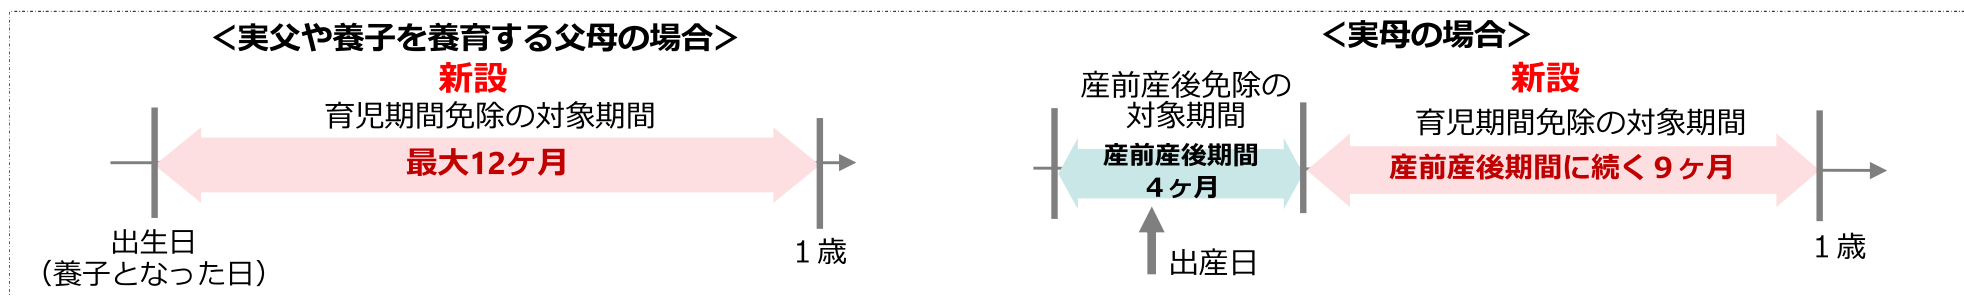 ＜実父や養子を養育する父母の場合＞
新設
育児期間免除の対象期間
最大12ヶ月
出生日
（養子となった日）
１歳
＜実母の場合＞
新設
産前産後免除の
対象期間
育児期間免除の対象期間
産前産後期間
４ヶ月
産前産後期間に続く９ヶ月
出産日
１歳